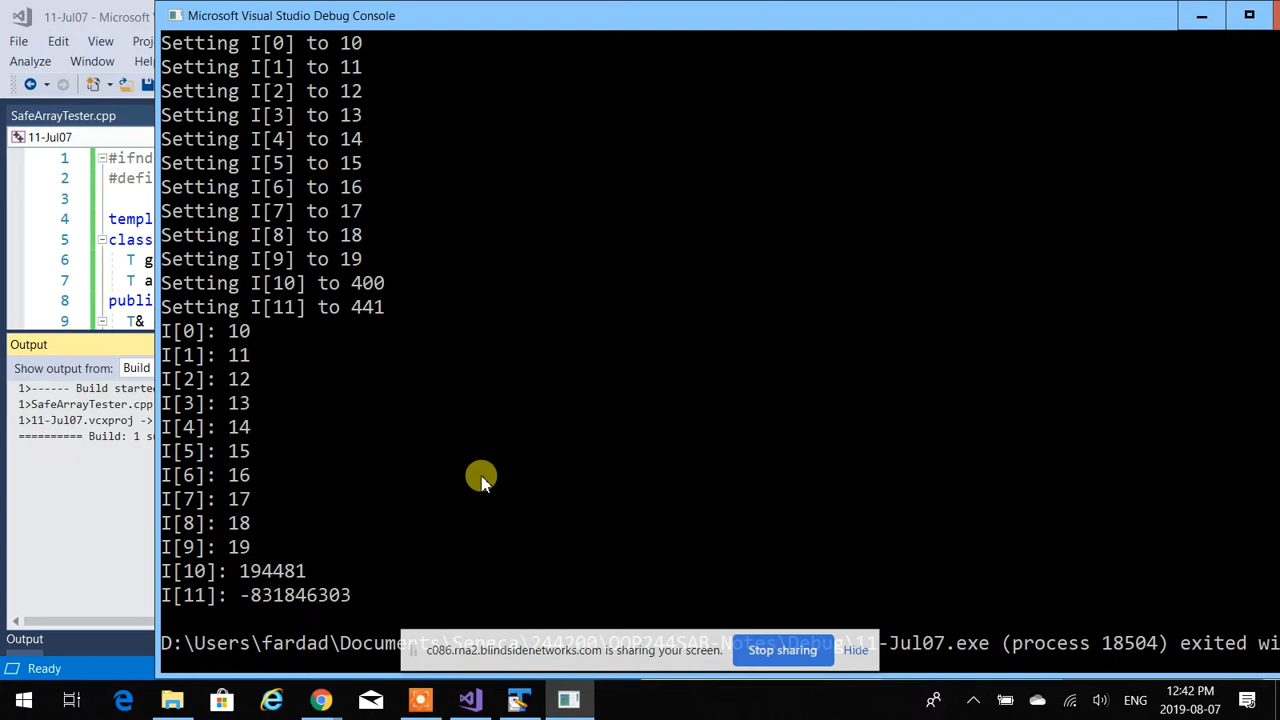 11-Jul07 - Microsoft V
Microsoft Visual Studio Debug Console
File Edit View Proj
Analyze Window Hel
SafeArrayTester.cpp
11-Jul07
1 #ifnd
2 #defi
3
4 templ
5 class
6 T g
7 T a
8 publi
9 T&
Output
Show output from: Build
1>------ Build starte
1>SafeArrayTester.cpp
1>11-Jul07.vcxproj ->
========== Build: 1 s
Output
Ready
Setting I[0] to 10
Setting I[1] to 11
Setting I[2] to 12
Setting I[3] to 13
Setting I[4] to 14
Setting I[5] to 15
Setting I[6] to 16
Setting I[7] to 17
Setting I[8] to 18
Setting I[9] to 19
Setting I[10] to 400
Setting I[11] to 441
I[0]: 10
I[1]: 11
I[2]: 12
I[3]: 13
I[4]: 14
I[5]: 15
I[6]: 16
I[7]: 17
I[8]: 18
I[9]: 19
I[10]: 194481
I[11]: -831846303
D:\Users\fardad\Documents\Seneca\244200\OOP244SAB-Notes\Debug\11-Jul07.exe (process 18504) exited wi
c086.rna2.blindsidenetworks.com is sharing your screen. Stop sharing Hide
ENG
12:42 PM
2019-08-07